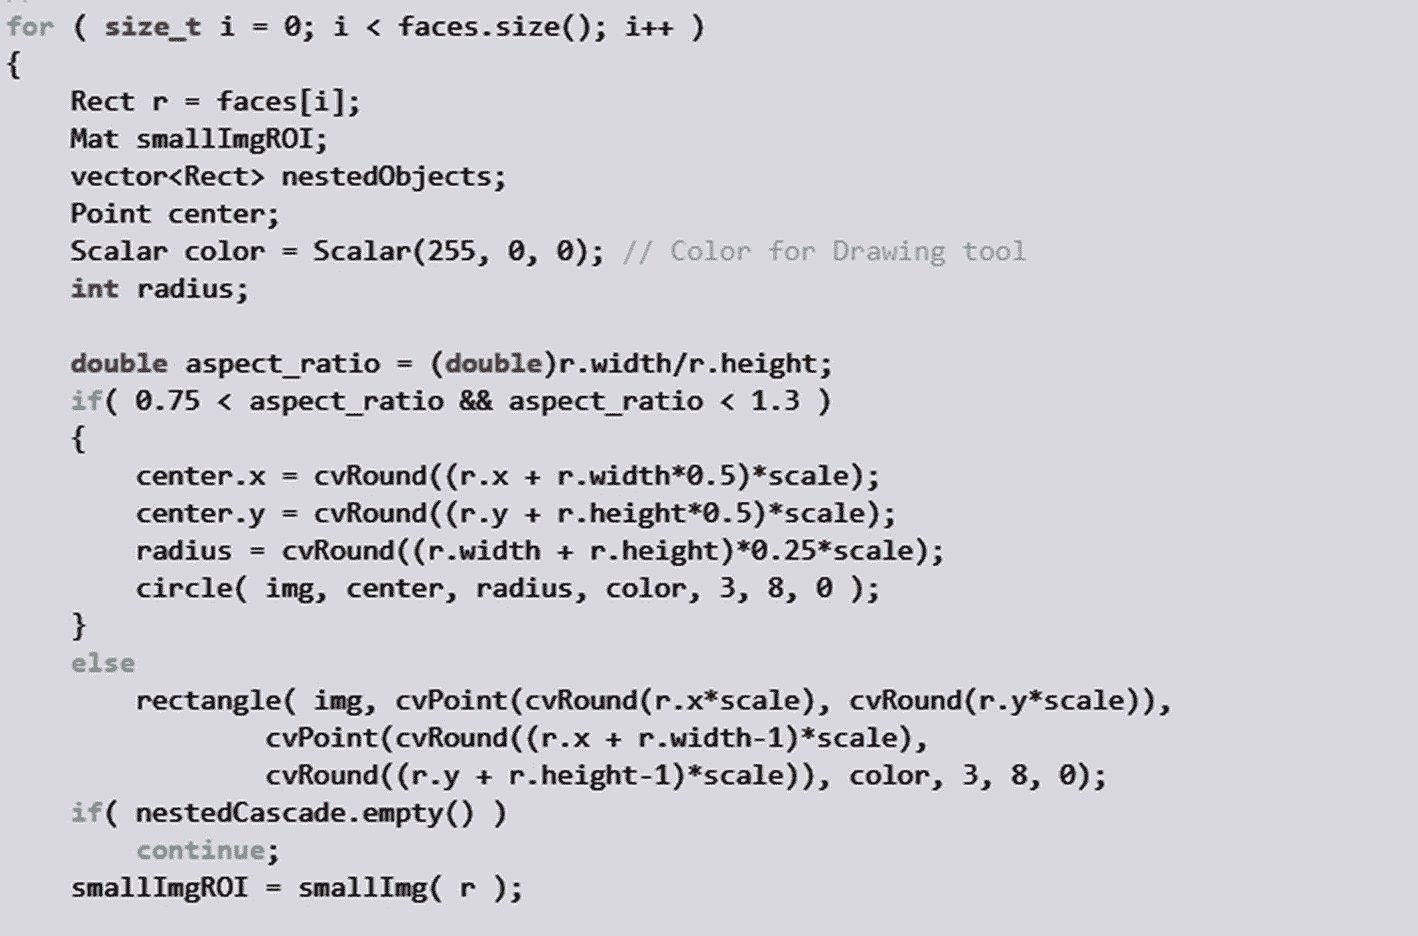 for ( size_t i = 0; i < faces.size(); i++ )
{
    Rect r = faces[i];
    Mat smallImgROI;
    vector<Rect> nestedObjects;
    Point center;
    Scalar color = Scalar(255, 0, 0); // Color for Drawing tool
    int radius;

    double aspect_ratio = (double)r.width/r.height;
    if( 0.75 < aspect_ratio && aspect_ratio < 1.3 )
    {
        center.x = cvRound((r.x + r.width*0.5)*scale);
        center.y = cvRound((r.y + r.height*0.5)*scale);
        radius = cvRound((r.width + r.height)*0.25*scale);
        circle( img, center, radius, color, 3, 8, 0 );
    }
    else
        rectangle( img, cvPoint(cvRound(r.x*scale), cvRound(r.y*scale)),
                cvPoint(cvRound((r.x + r.width-1)*scale),
                cvRound((r.y + r.height-1)*scale)), color, 3, 8, 0);
    if( nestedCascade.empty() )
        continue;
    smallImgROI = smallImg( r );